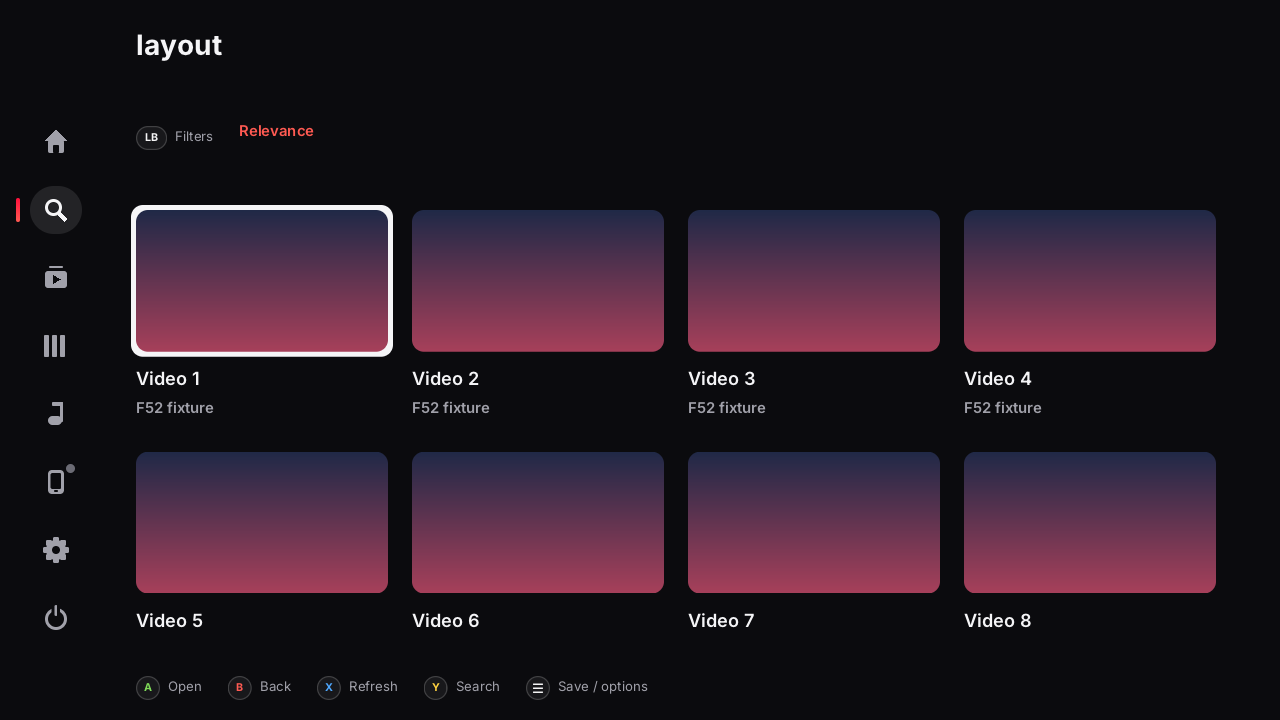 layout
LB Filters Relevance
Video 1 Video 2 Video 3 Video 4
F52 fixture F52 fixture F52 fixture F52 fixture
Video 5 Video 6 Video 7 Video 8
A Open B Back X Refresh Y Search Save / options